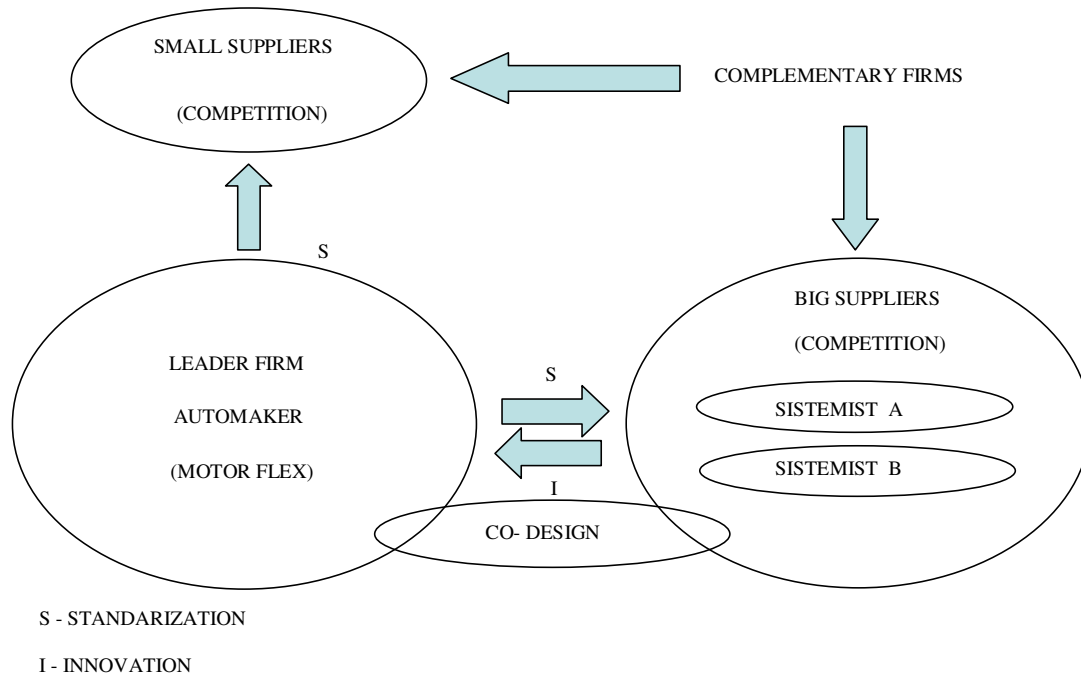 SMALL SUPPLIERS
(COMPETITION)
COMPLEMENTARY FIRMS
S
BIG SUPPLIERS
(COMPETITION)
LEADER FIRM
AUTOMAKER
(MOTOR FLEX)
S
SISTEMIST A
SISTEMIST B
I
CO- DESIGN
S - STANDARIZATION
I - INNOVATION